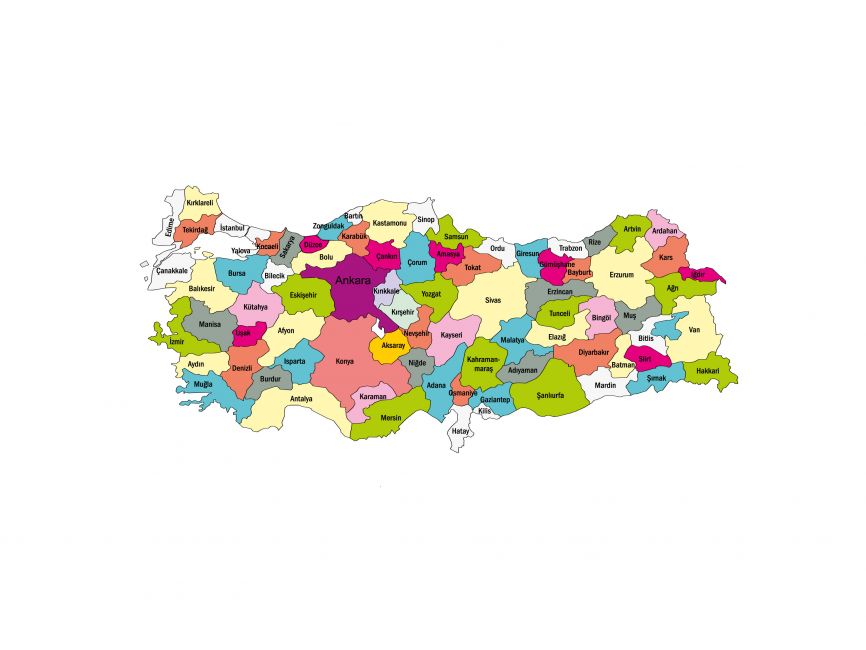 Kırklareli
Edirne
Tekirdağ
İstanbul
Kocaeli
Yalova
Sakarya
Düzce
Zonguldak
Bartın
Karabük
Kastamonu
Sinop
Samsun
Bolu
Çankırı
Çorum
Amasya
Ordu
Giresun
Trabzon
Rize
Artvin
Ardahan
Çanakkale
Balıkesir
Bursa
Bilecik
Eskişehir
Ankara
Kırıkkale
Kırşehir
Yozgat
Tokat
Sivas
Gümüşhane
Bayburt
Erzurum
Kars
Iğdır
Ağrı
Erzincan
Tunceli
Bingöl
Muş
Kütahya
Manisa
Uşak
Afyon
İzmir
Aydın
Denizli
Isparta
Burdur
Muğla
Antalya
Konya
Aksaray
Nevşehir
Kayseri
Niğde
Karaman
Mersin
Adana
Osmaniye
Kahraman-
maraş
Malatya
Elazığ
Adıyaman
Gaziantep
Kilis
Hatay
Şanlıurfa
Diyarbakır
Mardin
Batman
Siirt
Bitlis
Van
Şırnak
Hakkari